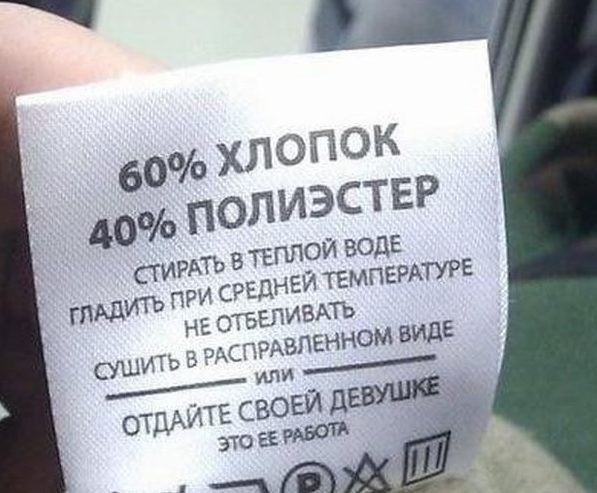 60% ХЛОПОК
40% ПОЛИЭСТЕР
СТИРАТЬ В ТЕПЛОЙ ВОДЕ
ГЛАДИТЬ ПРИ СРЕДНЕЙ ТЕМПЕРАТУРЕ
НЕ ОТБЕЛИВАТЬ
СУШИТЬ В РАСПРАВЛЕННОМ ВИДЕ
ИЛИ
ОТДАЙТЕ СВОЕЙ ДЕВУШКЕ
ЭТО ЕЕ РАБОТА
P